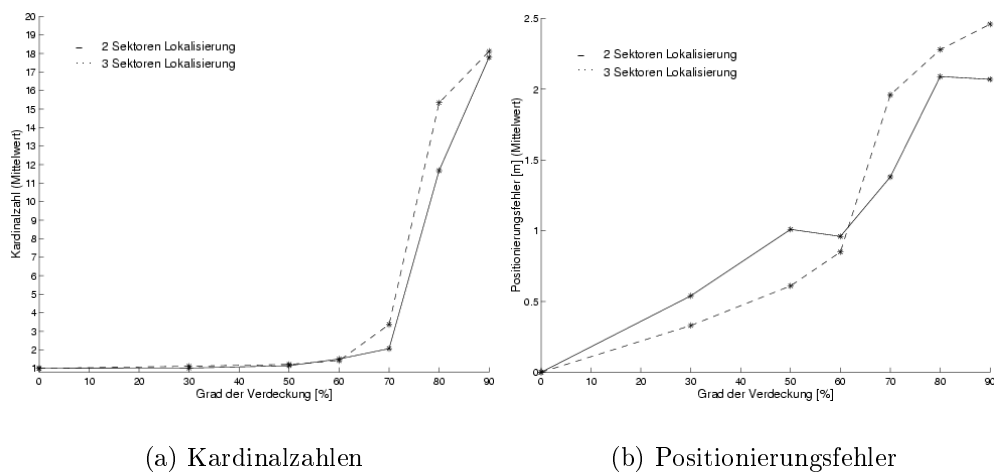 20
19
18
17
16
15
14
13
12
11
10
9
8
7
6
5
4
3
2
1
Kardinalzahl (Mittelwert)
– 2 Sektoren Lokalisierung
··· 3 Sektoren Lokalisierung
0 10 20 30 40 50 60 70 80 90
Grad der Verdeckung [%]
(a) Kardinalzahlen
2.5
2
1.5
1
0.5
0
Positionierungsfehler [m] (Mittelwert)
– 2 Sektoren Lokalisierung
··· 3 Sektoren Lokalisierung
0 10 20 30 40 50 60 70 80 90
Grad der Verdeckung [%]
(b) Positionierungsfehler